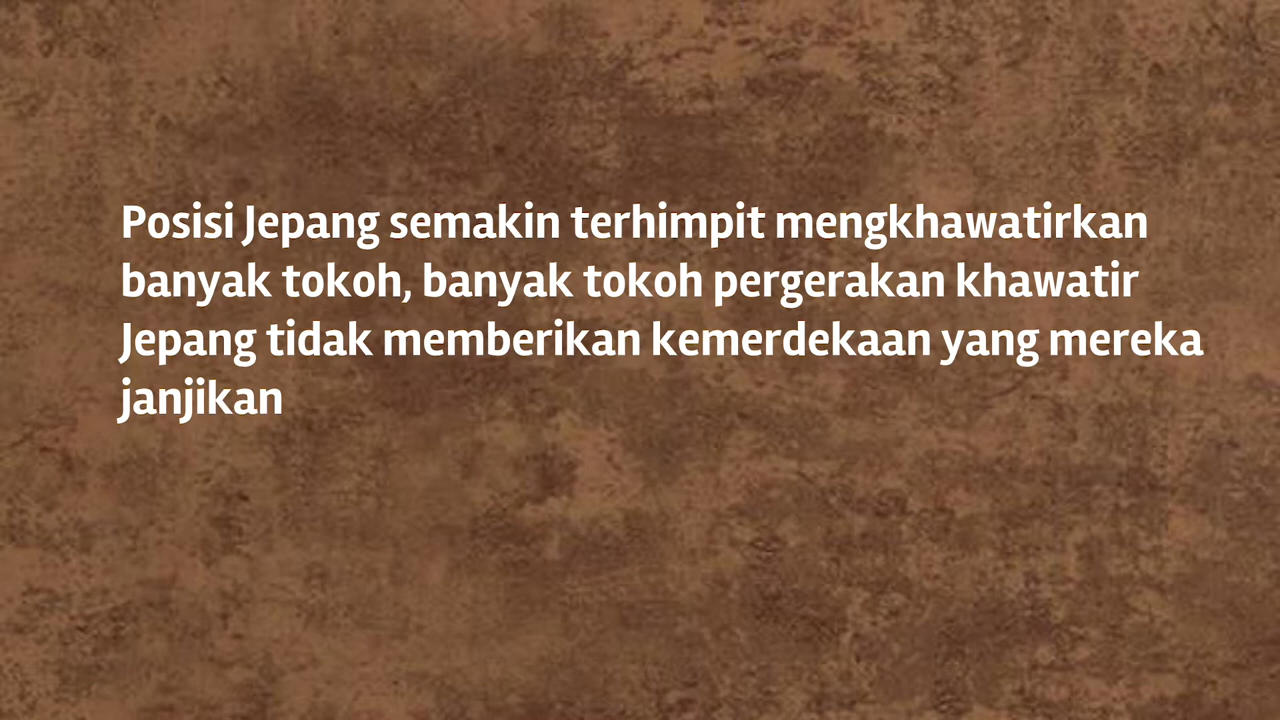 Posisi Jepang semakin terhimpit mengkhawatirkan
banyak tokoh, banyak tokoh pergerakan khawatir
Jepang tidak memberikan kemerdekaan yang mereka
janjikan